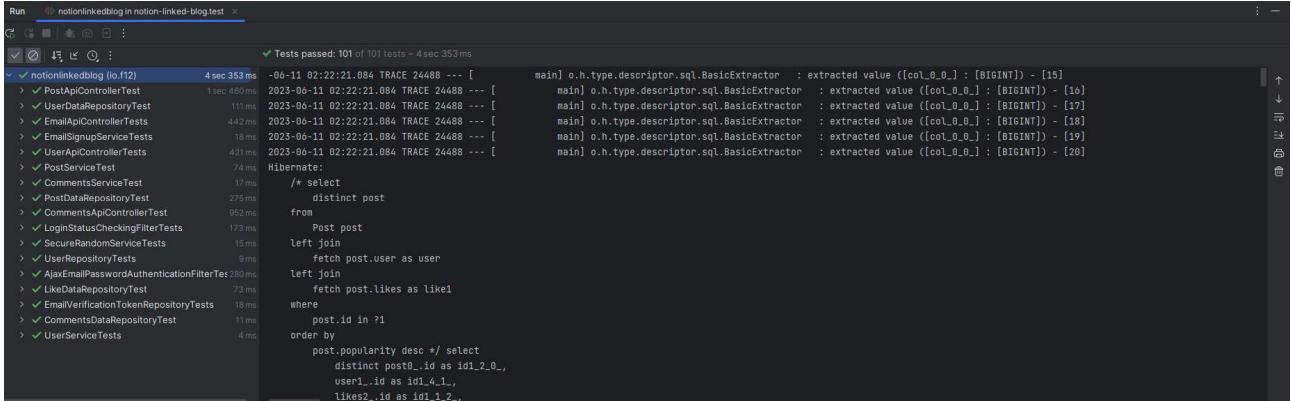 Run notionlinkedblog in notion-linked-blog.test ×
Tests passed: 101 of 101 tests – 4 sec 353 ms
notionlinkedblog (io.f12) 4 sec 353 ms
PostApiControllerTest 1 sec 460 ms
UserDataRepositoryTest 111 ms
EmailApiControllerTests 442 ms
EmailSignupServiceTests 18 ms
UserApiControllerTests 421 ms
PostServiceTest 74 ms
CommentsServiceTest 17 ms
PostDataRepositoryTest 275 ms
CommentsApiControllerTest 952 ms
LoginStatusCheckingFilterTests 173 ms
SecureRandomServiceTests 15 ms
UserRepositoryTests 9 ms
AjaxEmailPasswordAuthenticationFilterTes 280 ms
LikeDataRepositoryTest 73 ms
EmailVerificationTokenRepositoryTests 18 ms
CommentsDataRepositoryTest 11 ms
UserServiceTests 4 ms
-06-11 02:22:21.084 TRACE 24488 --- [ main] o.h.type.descriptor.sql.BasicExtractor : extracted value ([col_0_0_] : [BIGINT]) - [15]
2023-06-11 02:22:21.084 TRACE 24488 --- [ main] o.h.type.descriptor.sql.BasicExtractor : extracted value ([col_0_0_] : [BIGINT]) - [16]
2023-06-11 02:22:21.084 TRACE 24488 --- [ main] o.h.type.descriptor.sql.BasicExtractor : extracted value ([col_0_0_] : [BIGINT]) - [17]
2023-06-11 02:22:21.084 TRACE 24488 --- [ main] o.h.type.descriptor.sql.BasicExtractor : extracted value ([col_0_0_] : [BIGINT]) - [18]
2023-06-11 02:22:21.084 TRACE 24488 --- [ main] o.h.type.descriptor.sql.BasicExtractor : extracted value ([col_0_0_] : [BIGINT]) - [19]
2023-06-11 02:22:21.084 TRACE 24488 --- [ main] o.h.type.descriptor.sql.BasicExtractor : extracted value ([col_0_0_] : [BIGINT]) - [20]
Hibernate:
/* select
distinct post
from
Post post
left join
fetch post.user as user
left join
fetch post.likes as like1
where
post.id in ?1
order by
post.popularity desc */ select
distinct post0_.id as id1_2_0_,
user1_.id as id1_4_1_,
likes2_.id as id1_1_2_,